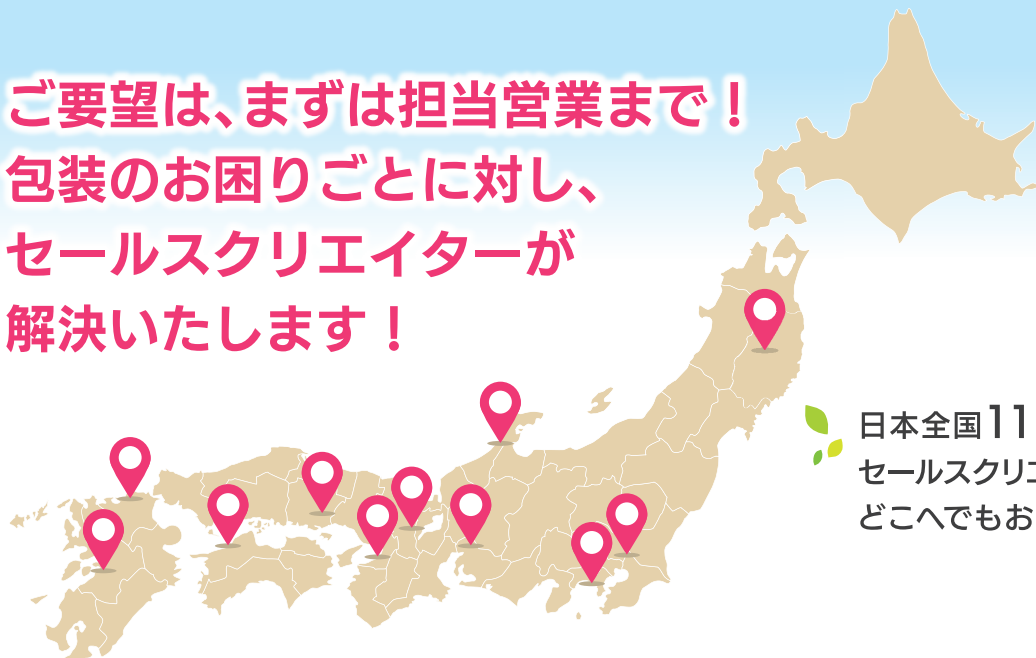 ご要望は、まずは担当営業まで！
包装のお困りごとに対し、
セールスクリエイターが
解決いたします！
日本全国11
セールスクリエ
どこへでもお